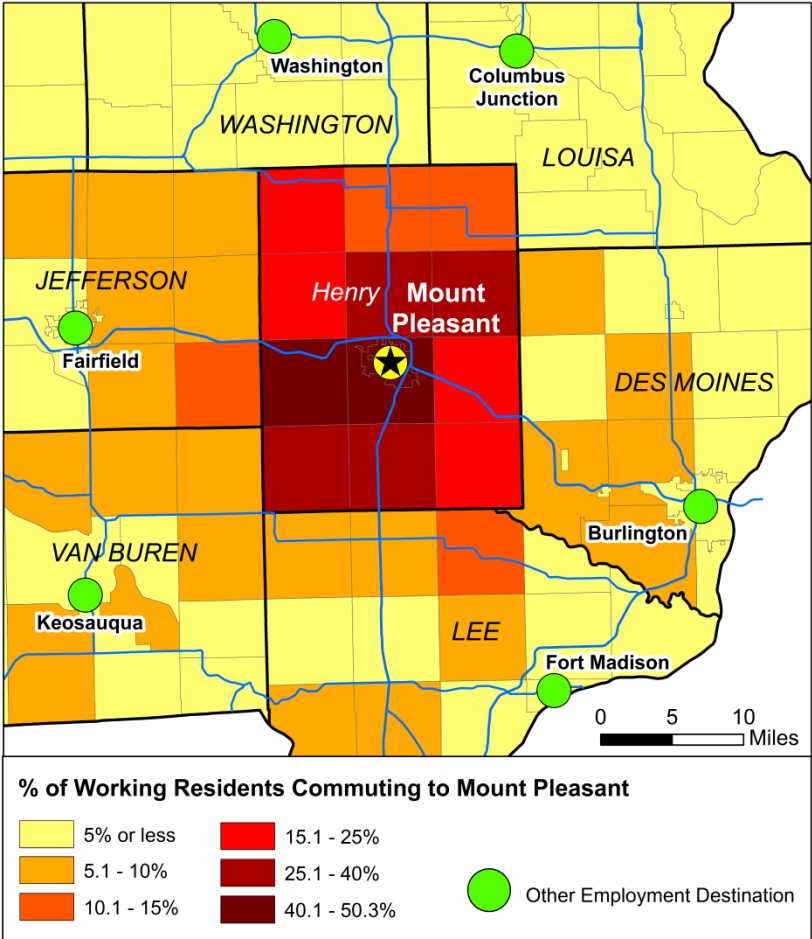 Washington
Columbus
Junction
WASHINGTON
LOUISA
JEFFERSON
Henry
Mount
Pleasant
Fairfield
DES MOINES
Burlington
VAN BUREN
Keosauqua
LEE
Fort Madison
0 5 10
Miles
% of Working Residents Commuting to Mount Pleasant
5% or less
5.1 - 10%
10.1 - 15%
15.1 - 25%
25.1 - 40%
40.1 - 50.3%
Other Employment Destination